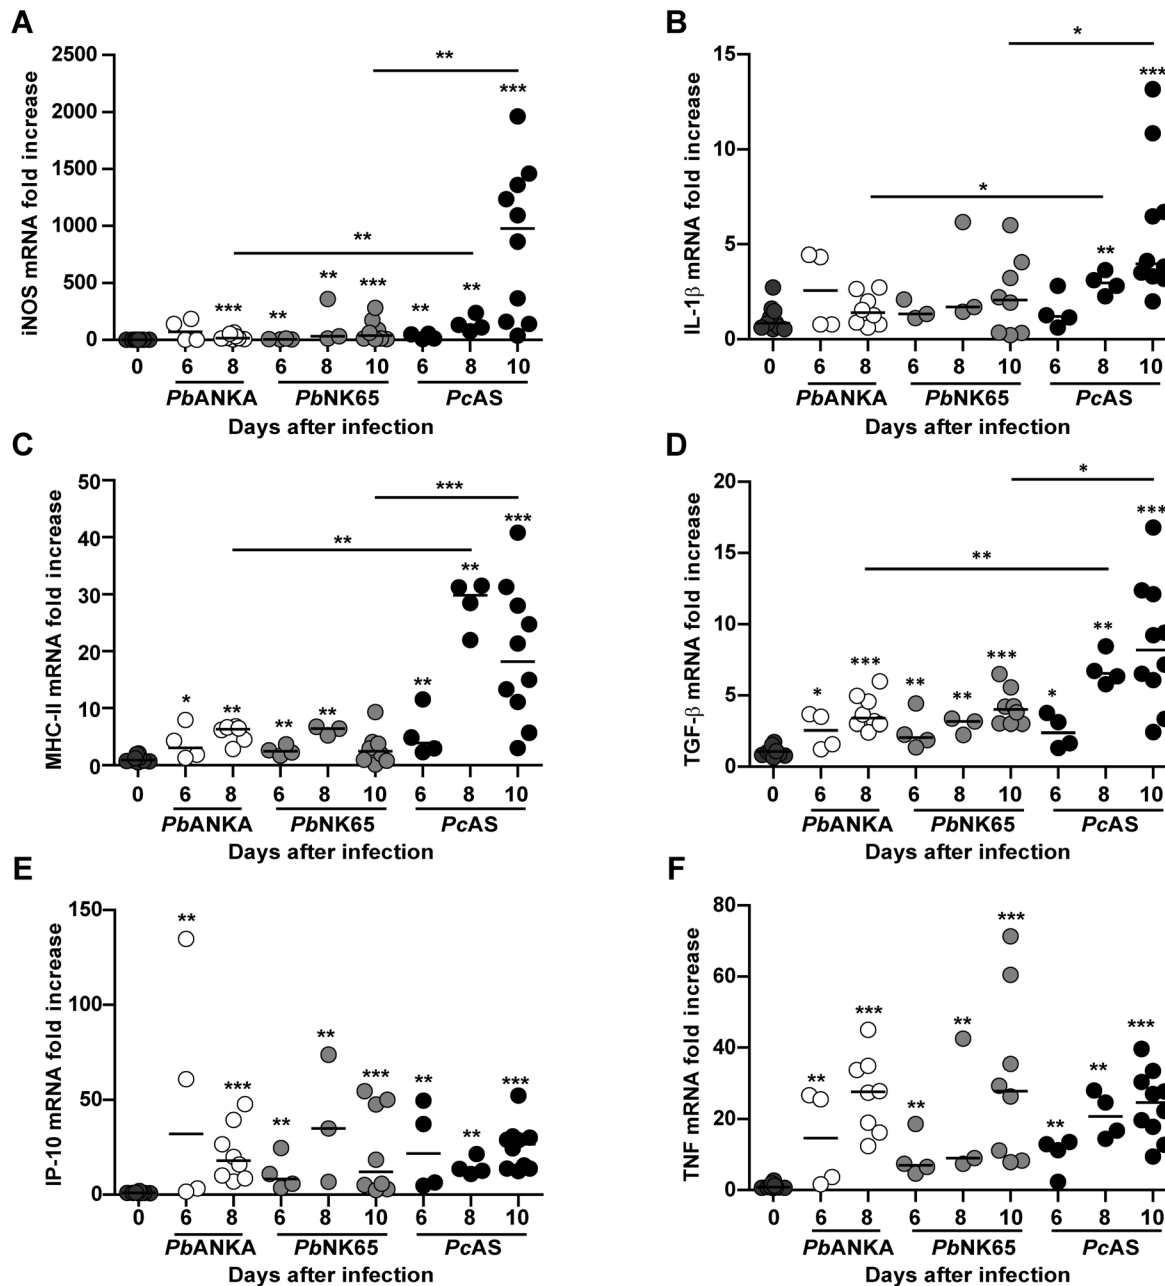 A
iNOS mRNA fold increase
2500
2000
1500
1000
500
0
** ***
** *** ** ** *** ** **
0 6 8 6 8 10 6 8 10
PbANKA PbNK65 PcAS
Days after infection
B
IL-1β mRNA fold increase
15
10
5
0
* ***
* **
0 6 8 6 8 10 6 8 10
PbANKA PbNK65 PcAS
Days after infection
C
MHC-II mRNA fold increase
50
40
30
20
10
0
*** ***
** **
* ** ** ** **
0 6 8 6 8 10 6 8 10
PbANKA PbNK65 PcAS
Days after infection
D
TGF-β mRNA fold increase
20
15
10
5
0
* ***
** **
* *** ** ** *** *
0 6 8 6 8 10 6 8 10
PbANKA PbNK65 PcAS
Days after infection
E
IP-10 mRNA fold increase
150
100
50
0
** *** ** ** *** ** ** ***
0 6 8 6 8 10 6 8 10
PbANKA PbNK65 PcAS
Days after infection
F
TNF mRNA fold increase
80
60
40
20
0
** *** ** ** *** ** ** ***
0 6 8 6 8 10 6 8 10
PbANKA PbNK65 PcAS
Days after infection